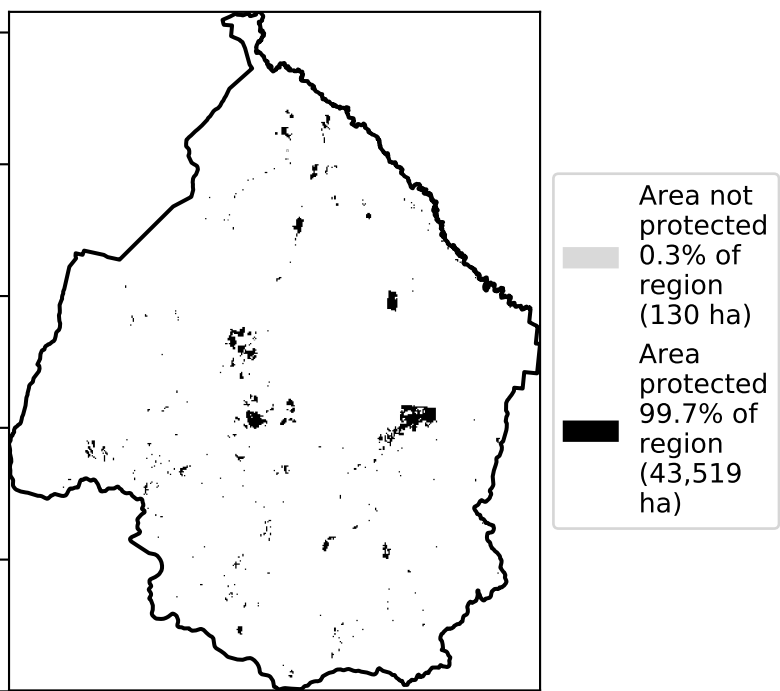 Area not
protected
0.3% of
region
(130 ha)
Area
protected
99.7% of
region
(43,519
ha)